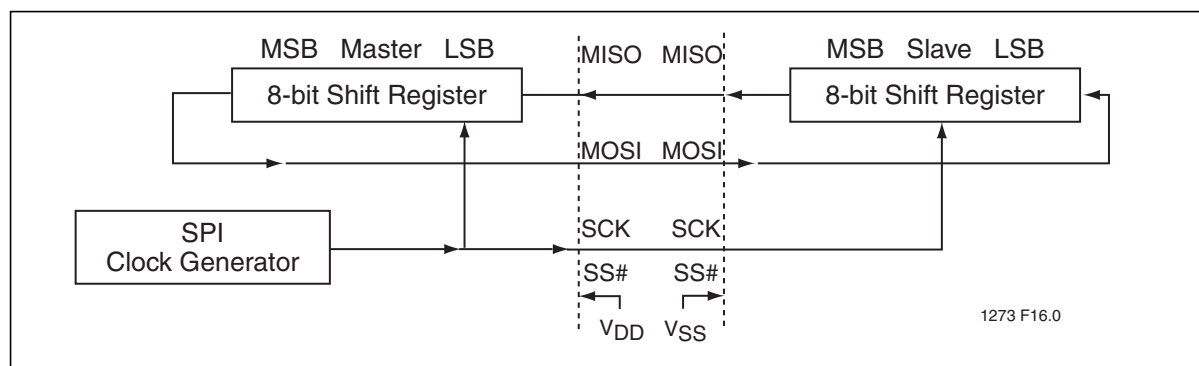 MSB Master LSB
MISO MISO
MSB Slave LSB
8-bit Shift Register
8-bit Shift Register
MOSI MOSI
SPI
Clock Generator
SCK SCK
SS# SS#
VDD VSS
1273 F16.0